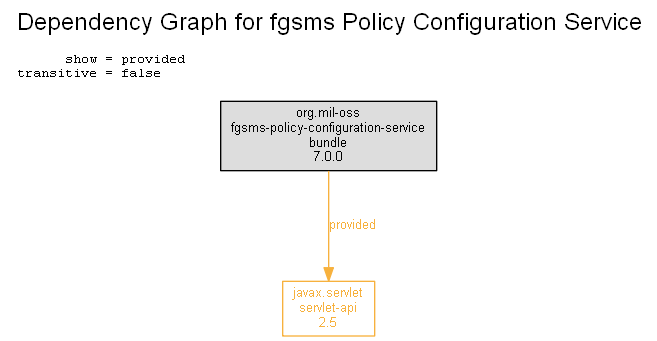 Dependency Graph for fgsms Policy Configuration Service
show = provided
transitive = false
org.mil-oss
fgsms-policy-configuration-service
bundle
7.0.0
provided
javax.servlet
servlet-api
2.5